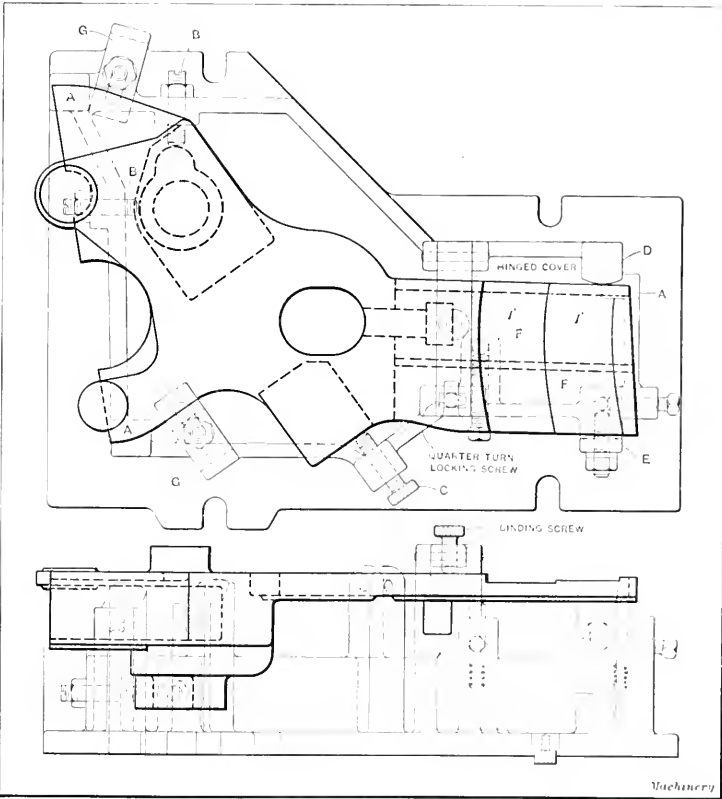 G
B
A
B
D
HINGED COVER
A
F
F
F
F
A
QUARTER TURN
LOCKING SCREW
E
G
C
BINDING SCREW
Machinery